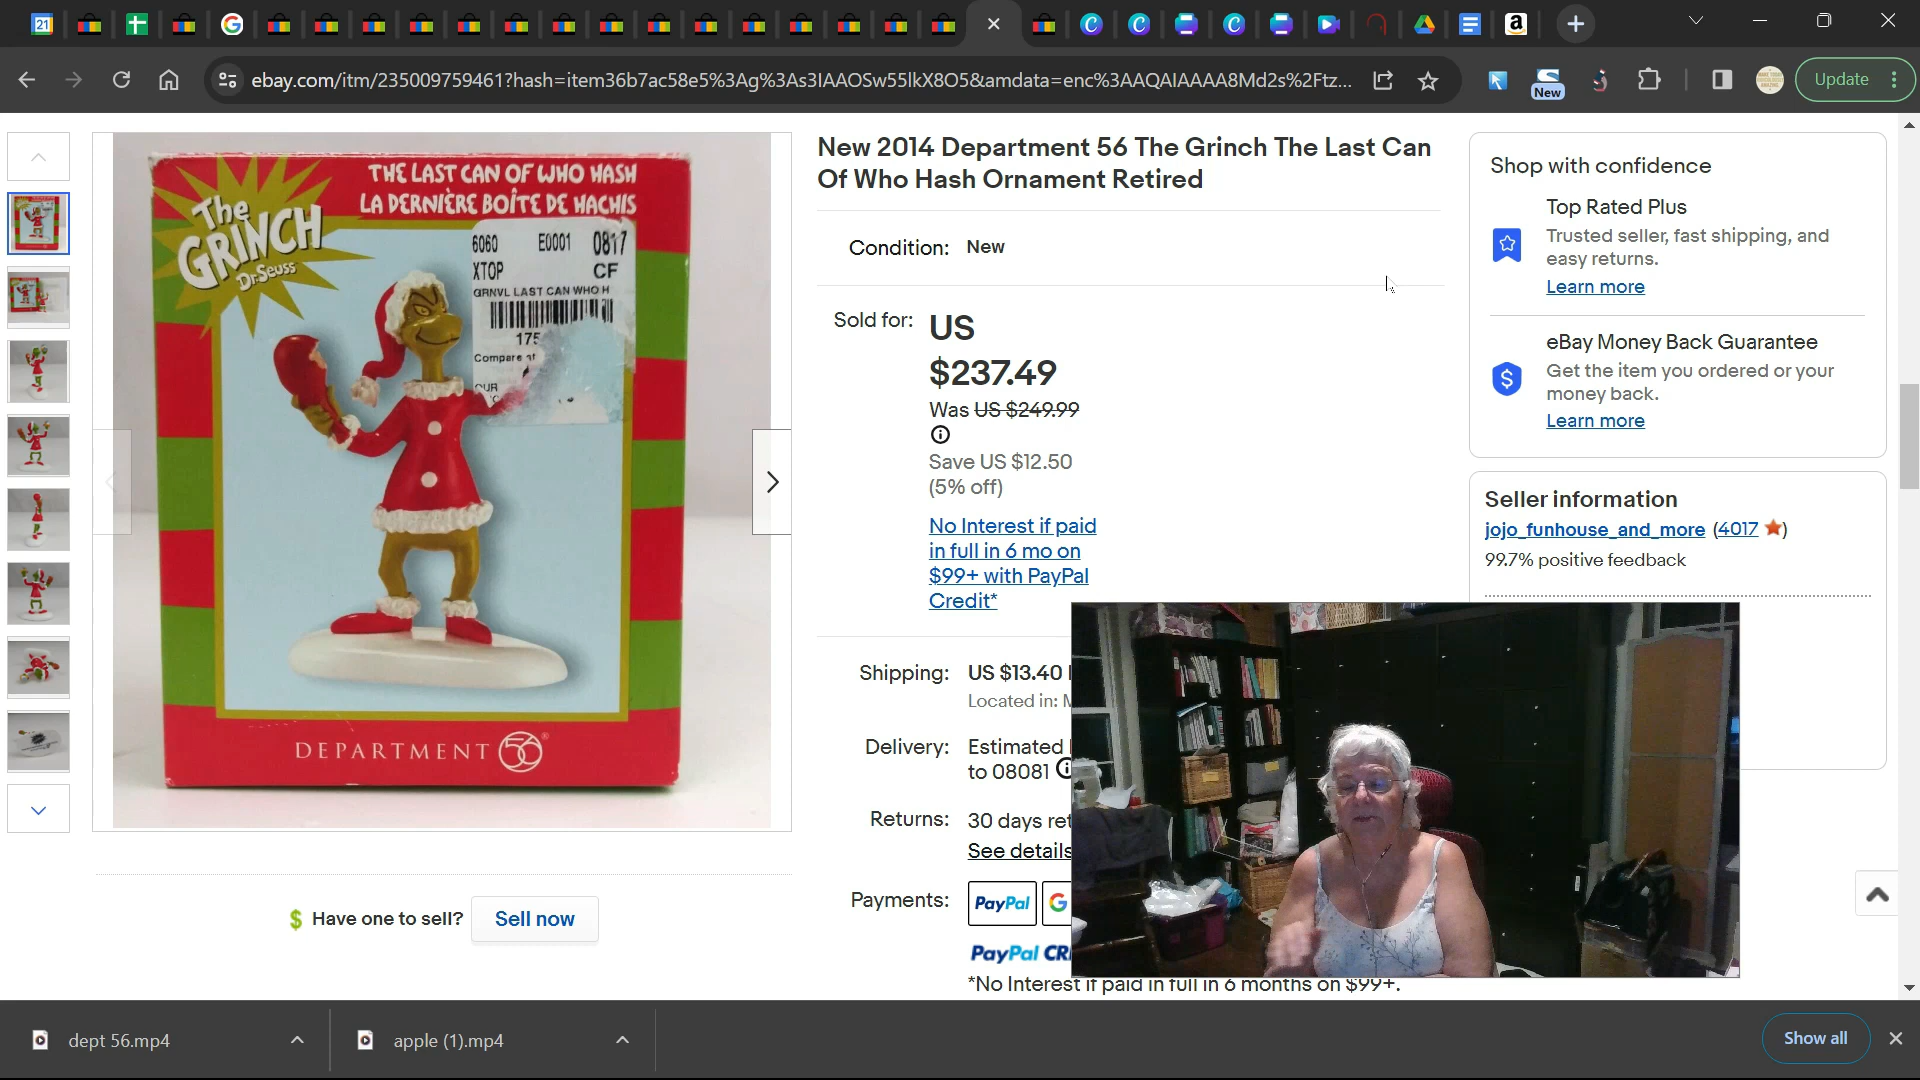 21
ebay.com/itm/235009759461?hash=item36b7ac58e5%3Ag%3As3IAAOSw55lkX8O5&amdata=enc%3AAQAIAAAA8Md2s%2Ftz...
New
Update
THE LAST CAN OF WHO HASH
LA DERNIÈRE BOÎTE DE HACHIS
The
GRINCH
Dr. Seuss
6060 E0001 0817
XTOP CF
GRNVL LAST CAN WHO H
175
Compare at
OUR
DEPARTMENT 56
$ Have one to sell? Sell now
New 2014 Department 56 The Grinch The Last Can
Of Who Hash Ornament Retired
Condition: New
Sold for: US
$237.49
Was US $249.99
Save US $12.50
(5% off)
No Interest if paid
in full in 6 mo on
$99+ with PayPal
Credit*
Shipping: US $13.40
Located in:
Delivery: Estimated
to 08081
Returns: 30 days
See details
Payments: PayPal G
PayPal
*No Interest if paid in full in 6 months on $99+.
Shop with confidence
Top Rated Plus
Trusted seller, fast shipping, and
easy returns.
Learn more
eBay Money Back Guarantee
Get the item you ordered or your
money back.
Learn more
Seller information
jojo_funhouse_and_more (4017)
99.7% positive feedback
dept 56.mp4
apple (1).mp4
Show all